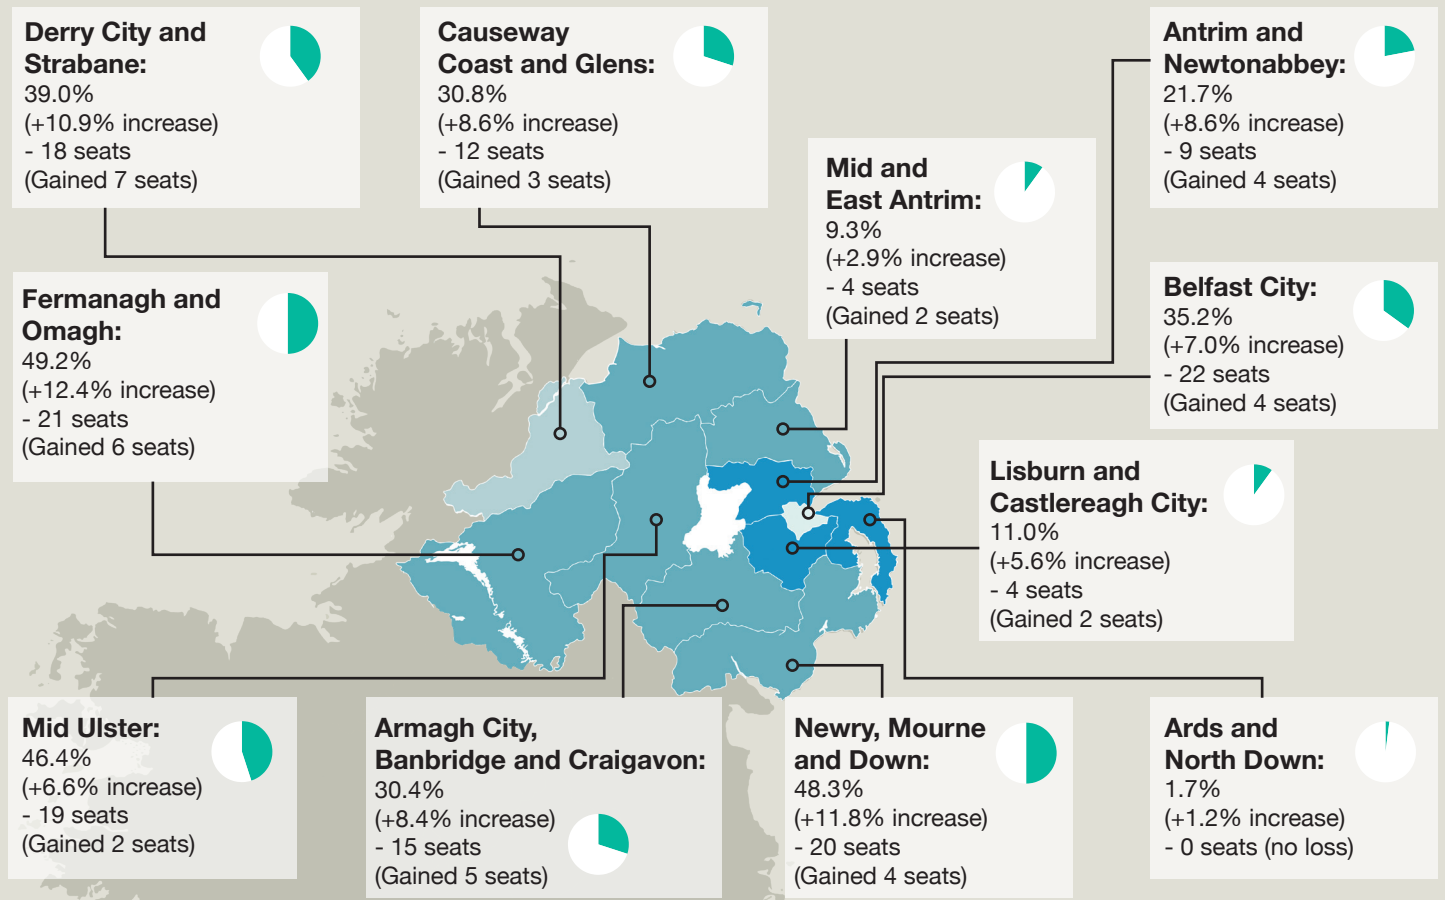 Derry City and
Strabane:
39.0%
(+10.9% increase)
- 18 seats
(Gained 7 seats)
Causeway
Coast and Glens:
30.8%
(+8.6% increase)
- 12 seats
(Gained 3 seats)
Antrim and
Newtonabbey:
21.7%
(+8.6% increase)
- 9 seats
(Gained 4 seats)
Mid and
East Antrim:
9.3%
(+2.9% increase)
- 4 seats
(Gained 2 seats)
Fermanagh and
Omagh:
49.2%
(+12.4% increase)
- 21 seats
(Gained 6 seats)
Belfast City:
35.2%
(+7.0% increase)
- 22 seats
(Gained 4 seats)
Lisburn and
Castlereagh City:
11.0%
(+5.6% increase)
- 4 seats
(Gained 2 seats)
Mid Ulster:
46.4%
(+6.6% increase)
- 19 seats
(Gained 2 seats)
Armagh City,
Banbridge and Craigavon:
30.4%
(+8.4% increase)
- 15 seats
(Gained 5 seats)
Newry, Mourne
and Down:
48.3%
(+11.8% increase)
- 20 seats
(Gained 4 seats)
Ards and
North Down:
1.7%
(+1.2% increase)
- 0 seats (no loss)